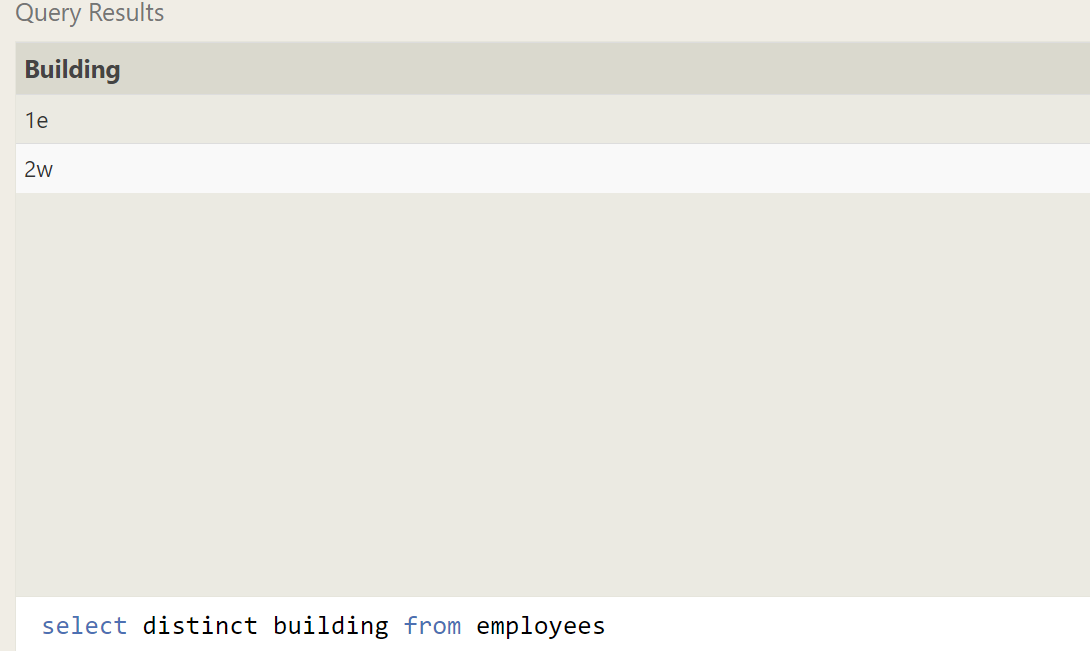 Query Results
Building
1e
2w
select distinct building from employees